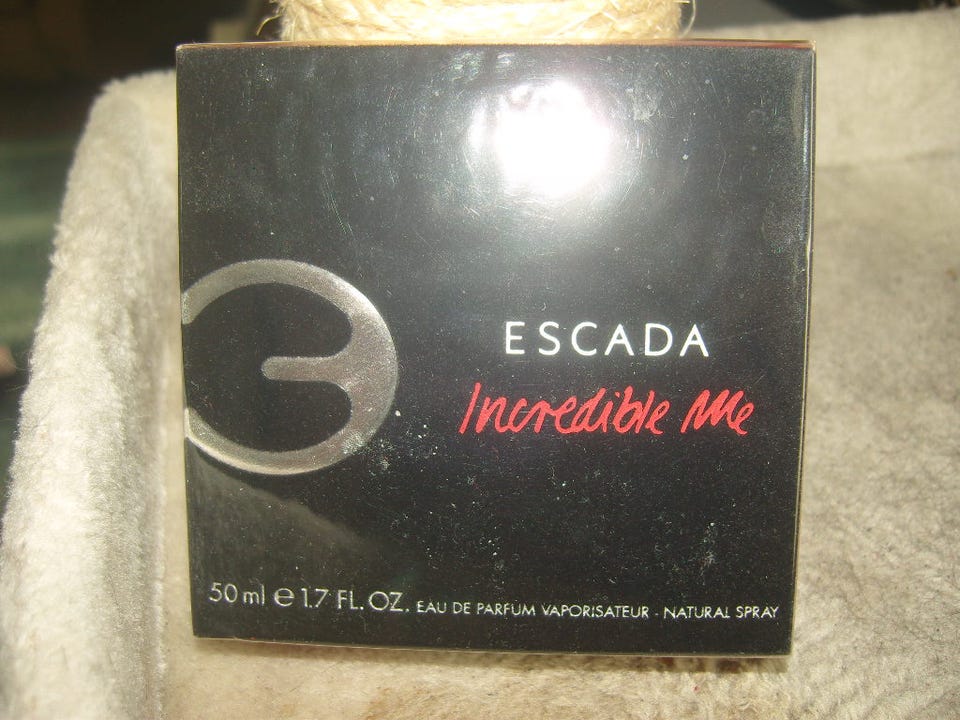 ESCADA
Incredible Me
50 ml e 1.7 FL. OZ. EAU DE PARFUM VAPORISATEUR - NATURAL SPRAY